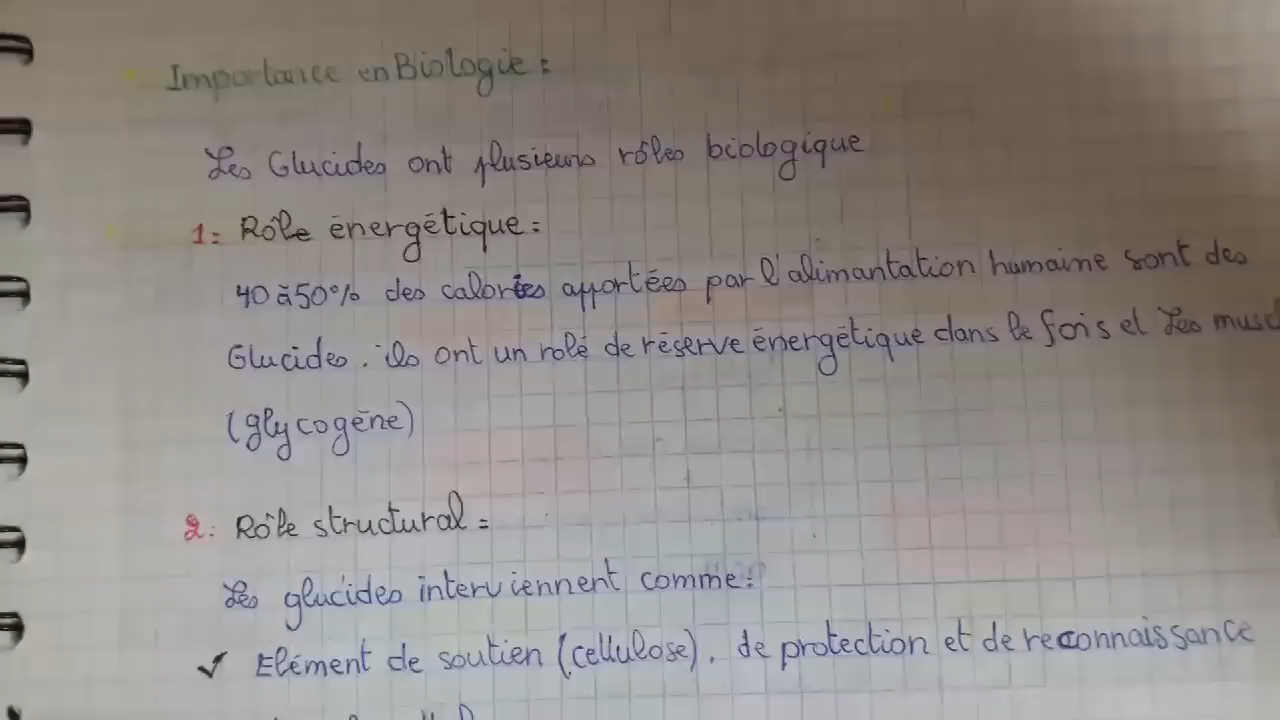 Importance en Biologie :
Les Glucides ont plusieurs rôles biologique
1: Rôle énergétique :
40 à 50% des calories apportées par l'alimantation humaine sont des
Glucides. ils ont un rolé de réserve énergétique dans le fois et Les musc
(glycogène)
2: Rôle structural :
Les glucides interviennent comme :
✓ Elément de soutien (cellulose), de protection et de reconnaissance